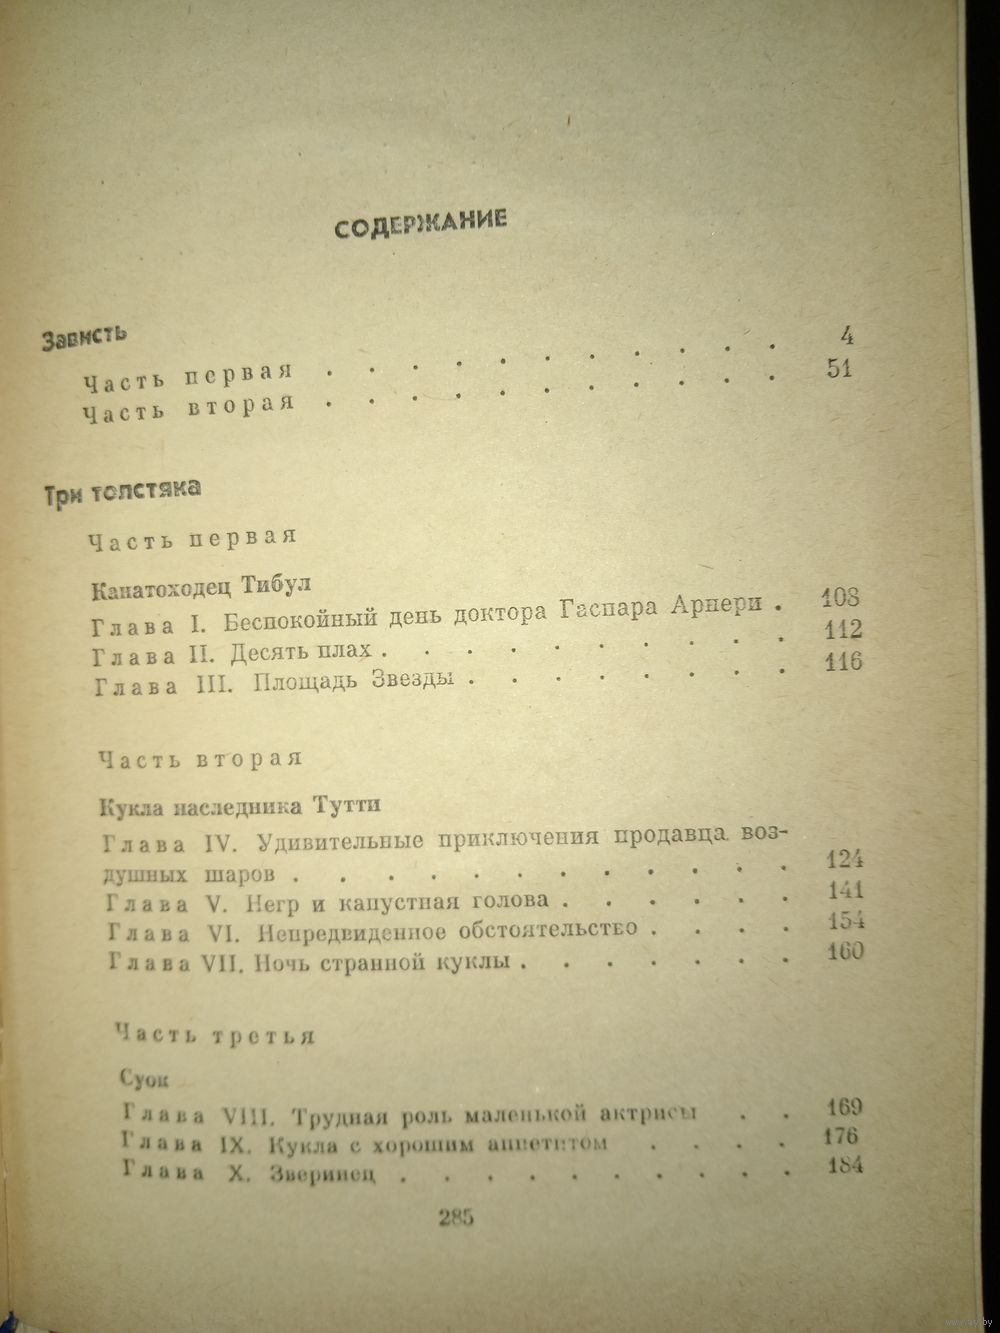 СОДЕРЖАНИЕ
Зависть
Часть первая . . . . . . . . . . . 4
Часть вторая . . . . . . . . . . . 51
Три толстяка
Часть первая
Канатоходец Тибул
Глава I. Беспокойный день доктора Гаспара Арнери . 108
Глава II. Десять плах . . . . . . . . . . 112
Глава III. Площадь Звезды . . . . . . . . 116
Часть вторая
Кукла наследника Тутти
Глава IV. Удивительные приключения продавца воз-
душных шаров . . . . . . . . . . . . 124
Глава V. Негр и капустная голова . . . . . . 141
Глава VI. Непредвиденное обстоятельство . . . . 154
Глава VII. Ночь странной куклы . . . . . . . 160
Часть третья
Суок
Глава VIII. Трудная роль маленькой актрисы . . 169
Глава IX. Кукла с хорошим аппетитом . . . . 176
Глава X. Зверинец . . . . . . . . . . 184
285
www.ay.by